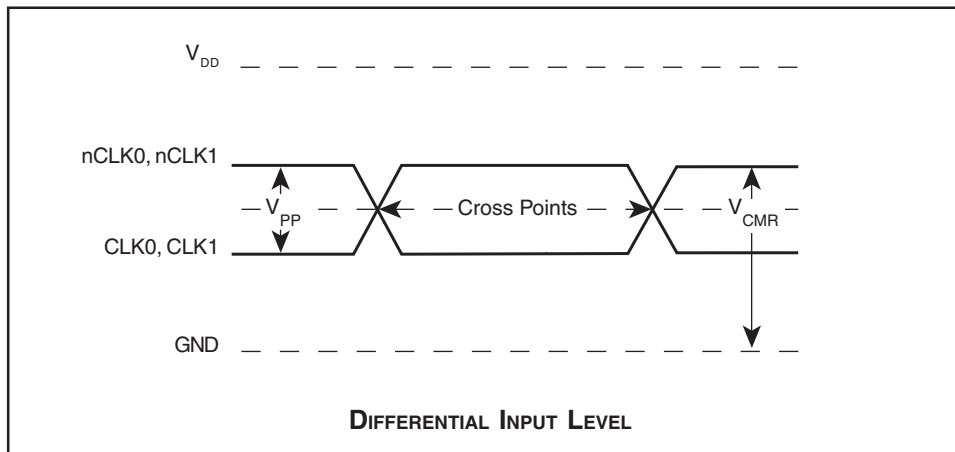 VDD
nCLK0, nCLK1
VPP
Cross Points
VCMR
CLK0, CLK1
GND
DIFFERENTIAL INPUT LEVEL